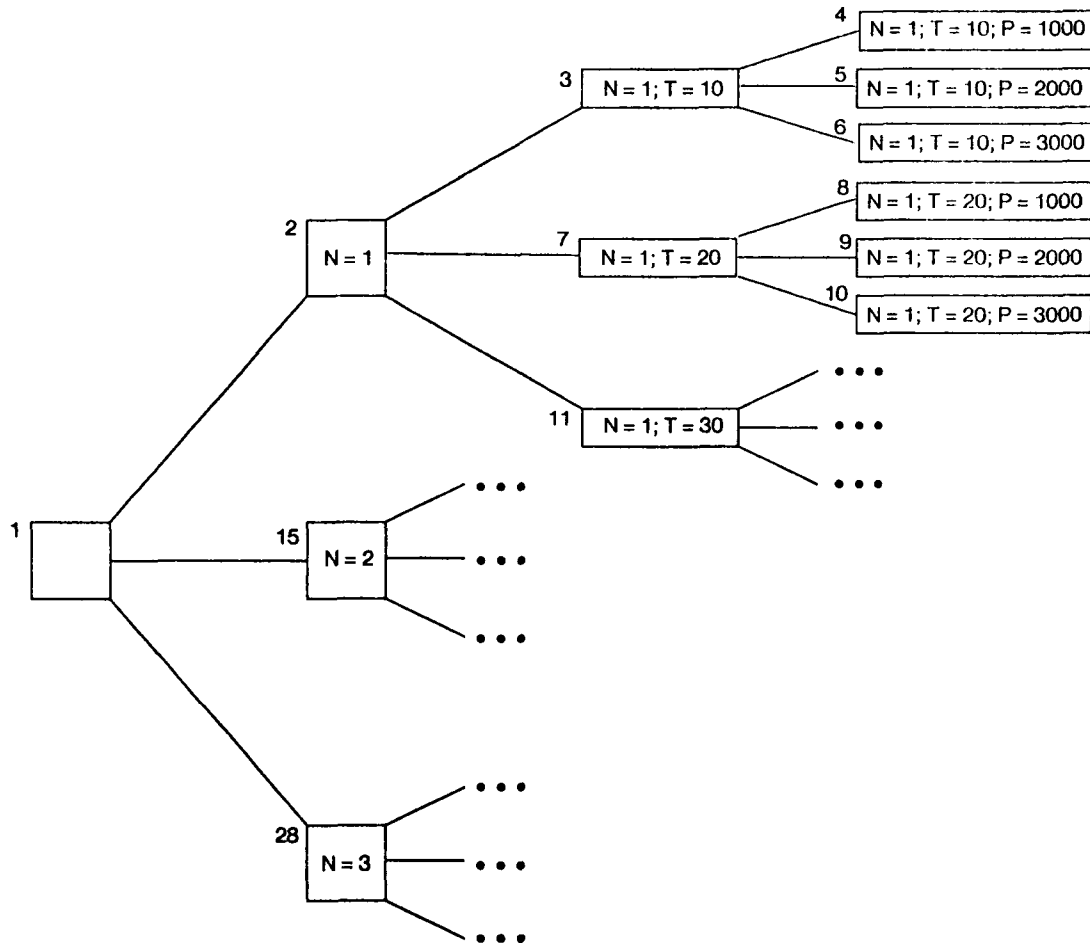 4
N = 1; T = 10; P = 1000
3
N = 1; T = 10
5
N = 1; T = 10; P = 2000
6
N = 1; T = 10; P = 3000
2
N = 1
7
N = 1; T = 20
8
N = 1; T = 20; P = 1000
9
N = 1; T = 20; P = 2000
10
N = 1; T = 20; P = 3000
11
N = 1; T = 30
• • •
• • •
• • •
1
15
N = 2
• • •
• • •
• • •
28
N = 3
• • •
• • •
• • •